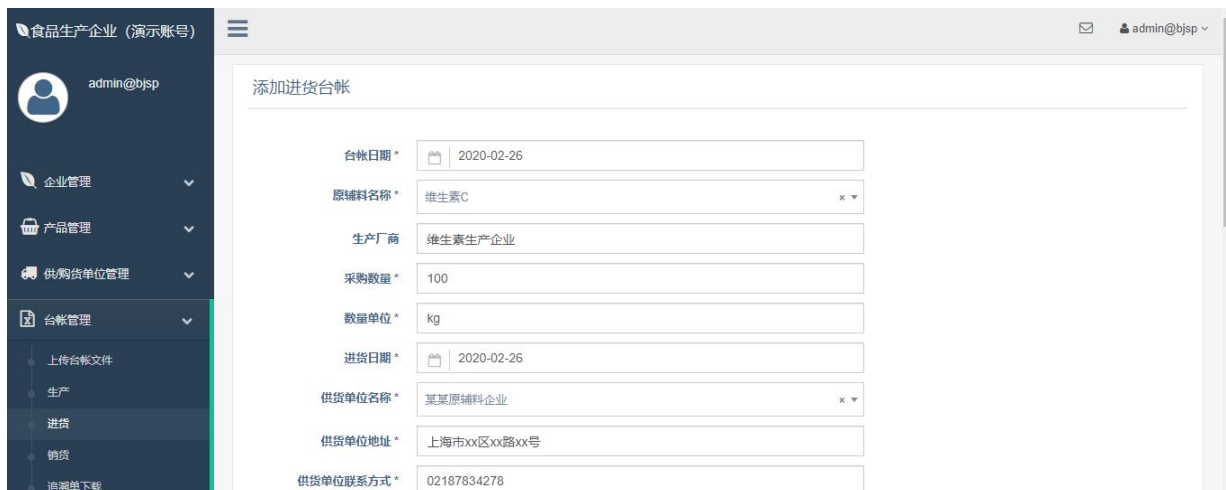 食品生产企业（演示账号）
admin@bjsp
admin@bjsp
企业管理
产品管理
供/购货单位管理
台帐管理
上传台帐文件
生产
进货
销货
追溯单下载
添加进货台帐
台帐日期 * 2020-02-26
原辅料名称 * 维生素C × ▼
生产厂商 维生素生产企业
采购数量 * 100
数量单位 * kg
进货日期 * 2020-02-26
供货单位名称 * 某某原辅料企业 × ▼
供货单位地址 * 上海市xx区xx路xx号
供货单位联系方式 * 02187834278